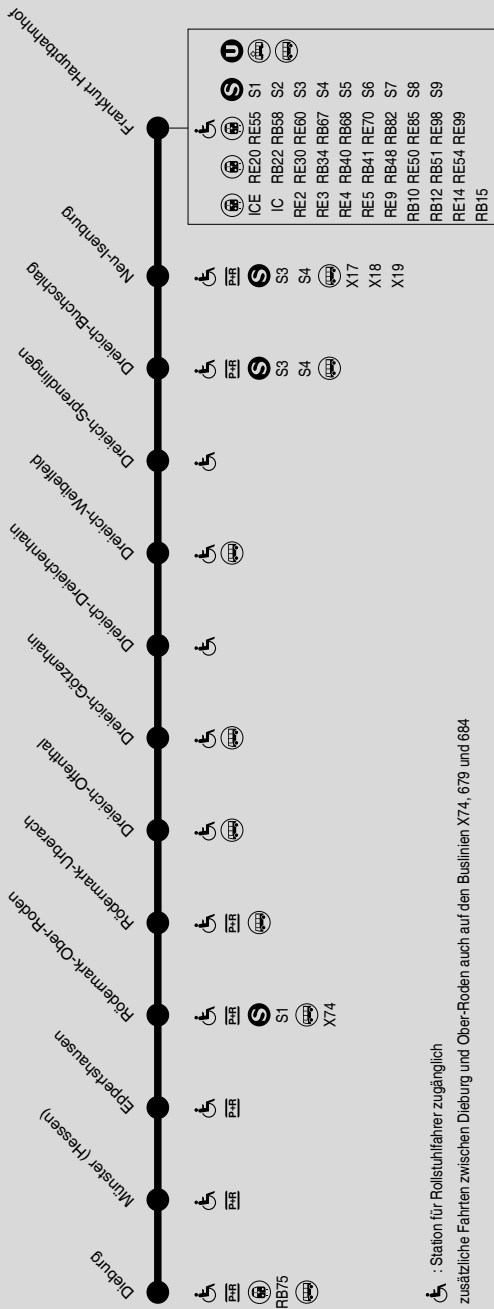 Dieburg
P+R
RB75
Münster (Hessen)
P+R
Eppertshausen
P+R
Rödermark-Ober-Roden
P+R
S
S1
X74
Rödermark-Urberach
P+R
Dreieich-Offenthal
Dreieich-Götzenhain
Dreieich-Dreieichenhain
Dreieich-Weibelfeld
Dreieich-Sprendlingen
Dreieich-Buchschlag
P+R
S
S3
S4
Neu-Isenburg
P+R
S
S3
S4
X17
X18
X19
Frankfurt Hauptbahnhof
S U
ICE RE20 RE55 S1
IC RB22 RB58 S2
RE2 RE30 RE60 S3
RE3 RB34 RB67 S4
RE4 RB40 RB68 S5
RE5 RB41 RE70 S6
RE9 RB48 RB82 S7
RB10 RE50 RE85 S8
RB12 RB51 RE98 S9
RE14 RE54 RE99
RB15
: Station für Rollstuhlfahrer zugänglich
zusätzliche Fahrten zwischen Dieburg und Ober-Roden auch auf den Buslinien X74, 679 und 684